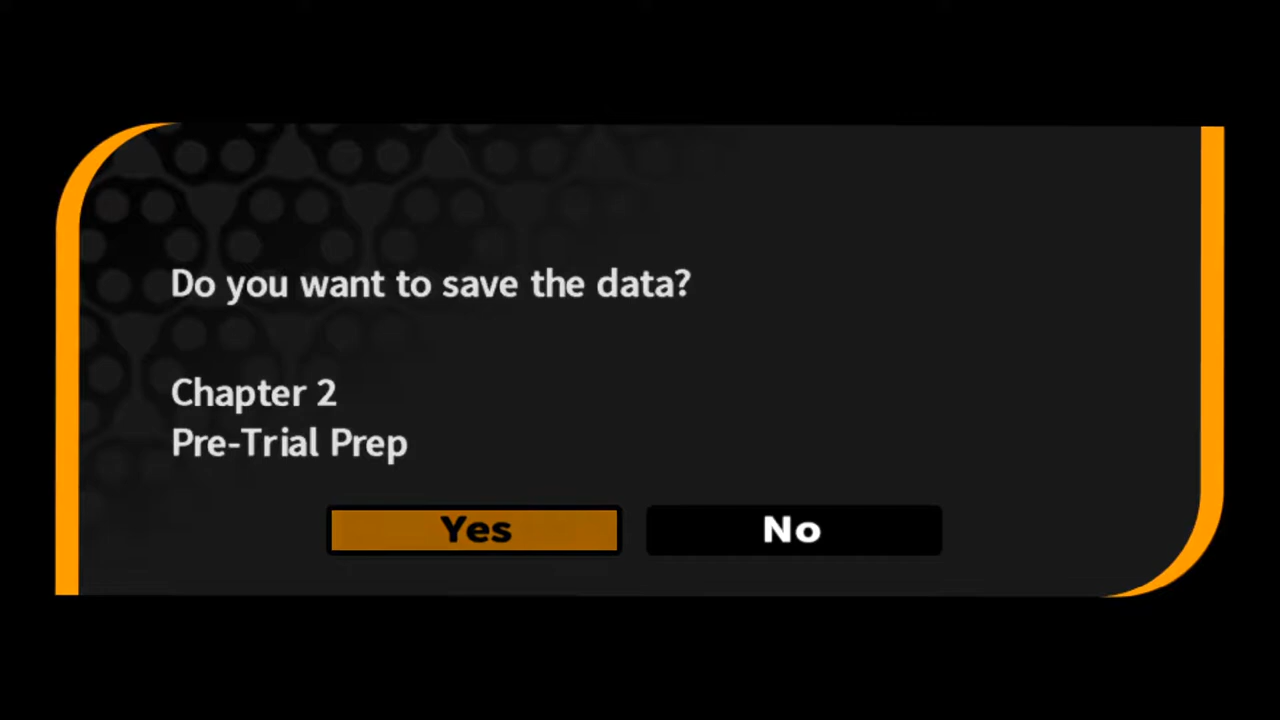 Do you want to save the data?
Chapter 2
Pre-Trial Prep
Yes
No